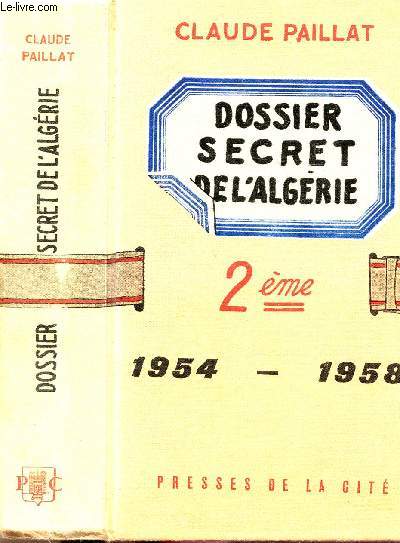 Le-livre.com
CLAUDE
PAILLAT
DOSSIER SECRET DE L'ALGÉRIE
P C
CLAUDE PAILLAT
DOSSIER
SECRET
DE L'ALGÉRIE
2ème
1954 - 1958
PRESSES DE LA CITÉ